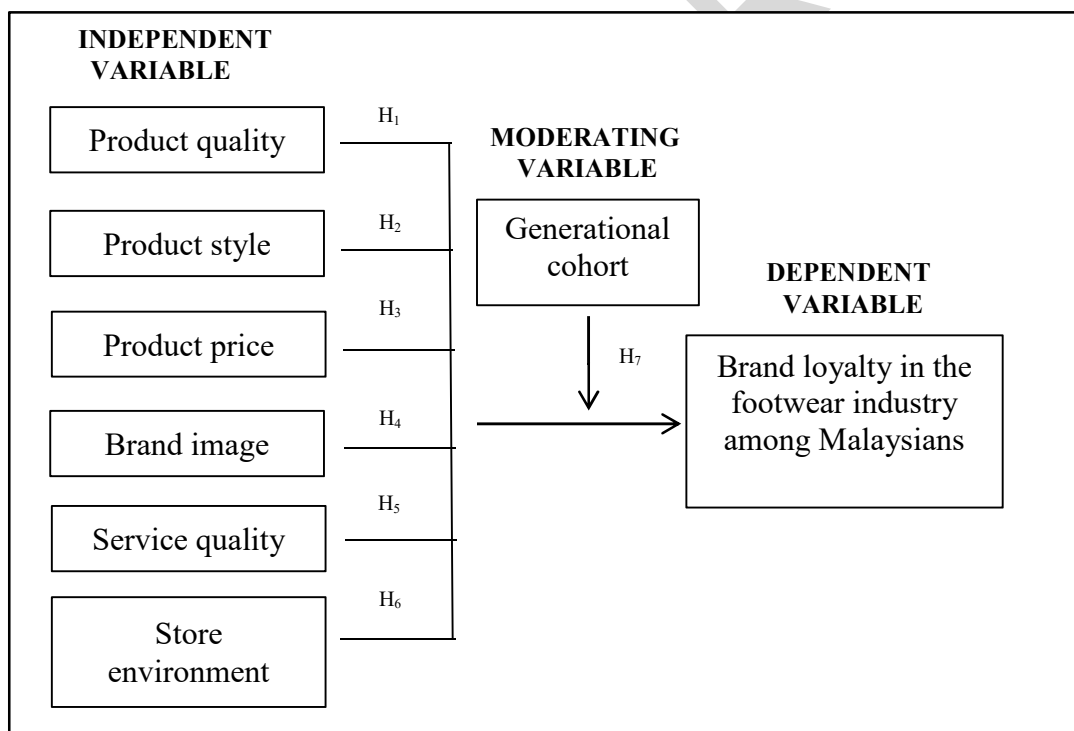 INDEPENDENT
VARIABLE
H1
Product quality
H2
Product style
H3
Product price
H4
Brand image
H5
Service quality
H6
Store
environment
MODERATING
VARIABLE
Generational
cohort
H7
DEPENDENT
VARIABLE
Brand loyalty in the
footwear industry
among Malaysians